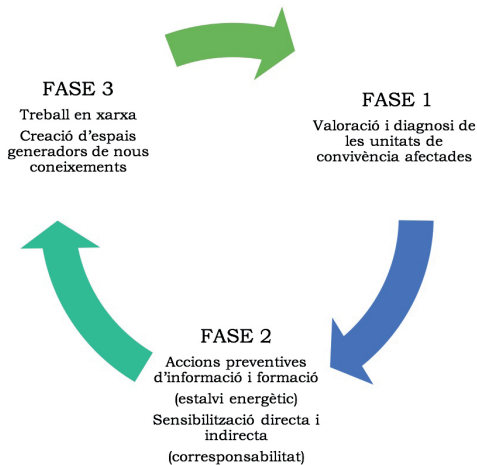 FASE 3
Treball en xarxa
Creació d'espais
generadors de nous
coneixements
FASE 1
Valoració i diagnosi de
les unitats de
convivència afectades
FASE 2
Accions preventives
d'informació i formació
(estalvi energètic)
Sensibilització directa i
indirecta
(corresponsabilitat)